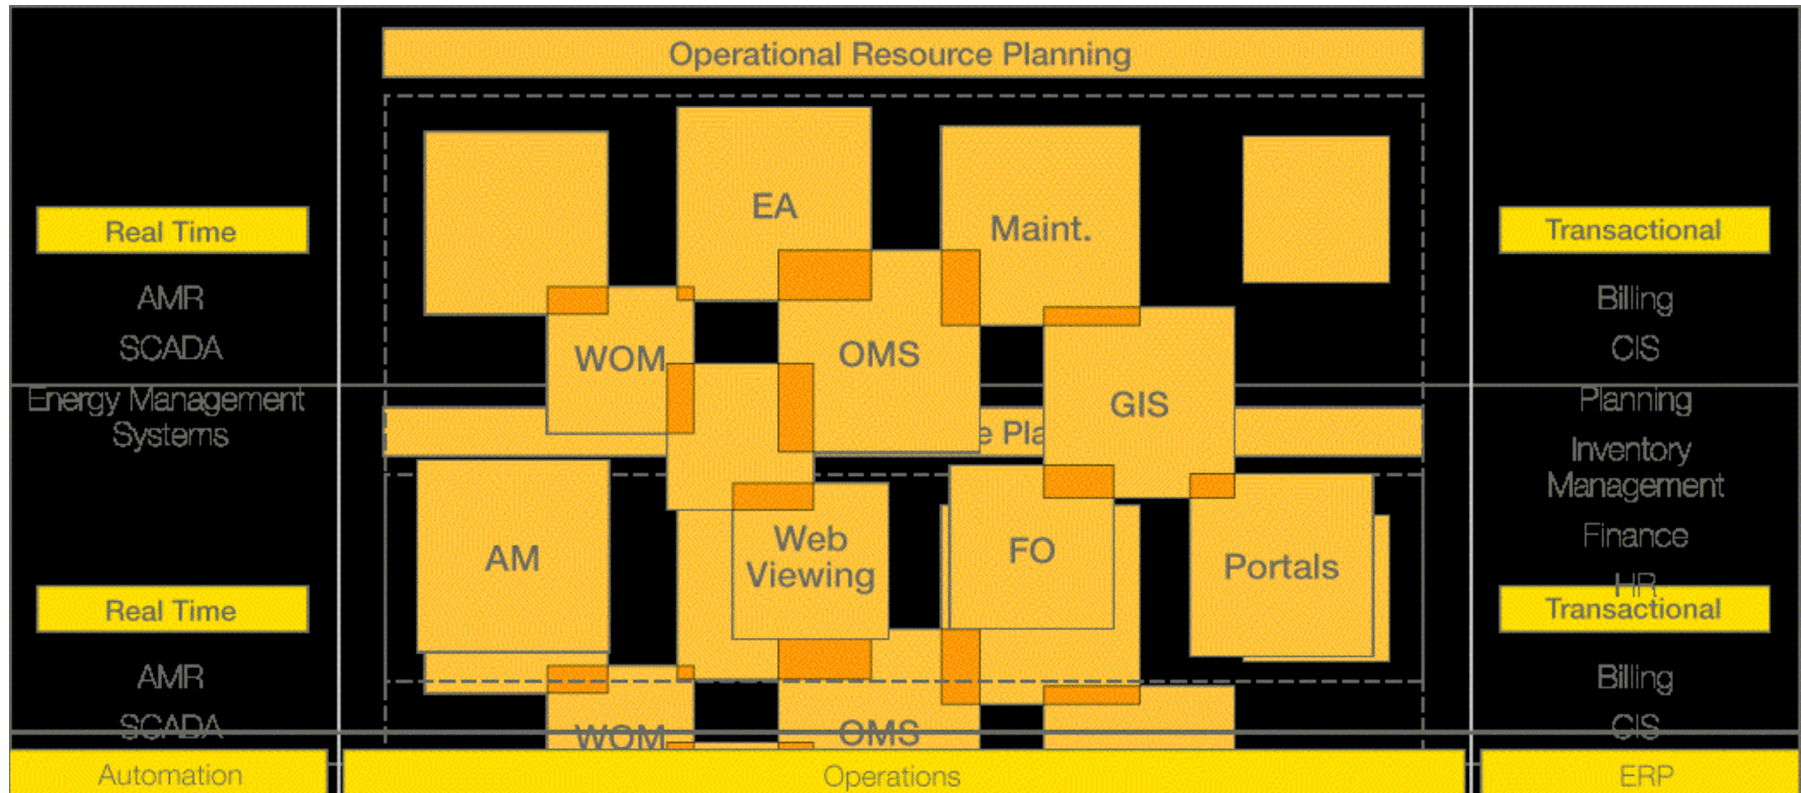 Operational Resource Planning
Real Time
AMR
SCADA
Energy Management
Systems
EA
Maint.
WOM
OMS
GIS
e Pla
Transactional
Billing
CIS
Planning
Inventory
Management
Finance
HR
AM
Web
Viewing
FO
Portals
Real Time
AMR
SCADA
WOM
OMS
Transactional
Billing
CIS
Automation
Operations
ERP